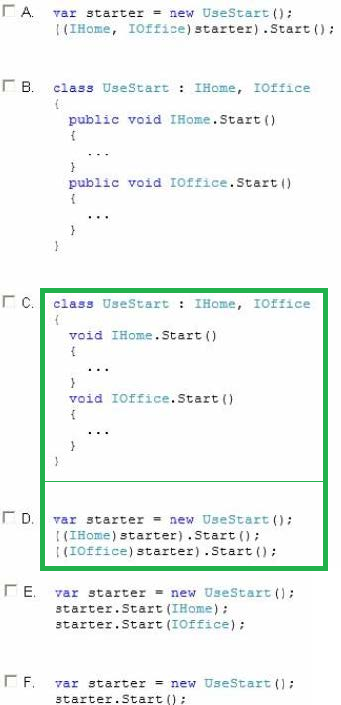 A. var starter = new UseStart();
((IHome, IOffice)starter).Start();
B. class UseStart : IHome, IOffice
{
public void IHome.Start()
{
...
}
public void IOffice.Start()
{
...
}
}
C. class UseStart : IHome, IOffice
{
void IHome.Start()
{
...
}
void IOffice.Start()
{
...
}
}
D. var starter = new UseStart();
((IHome)starter).Start();
((IOffice)starter).Start();
E. var starter = new UseStart();
starter.Start(IHome);
starter.Start(IOffice);
F. var starter = new UseStart();
starter.Start();